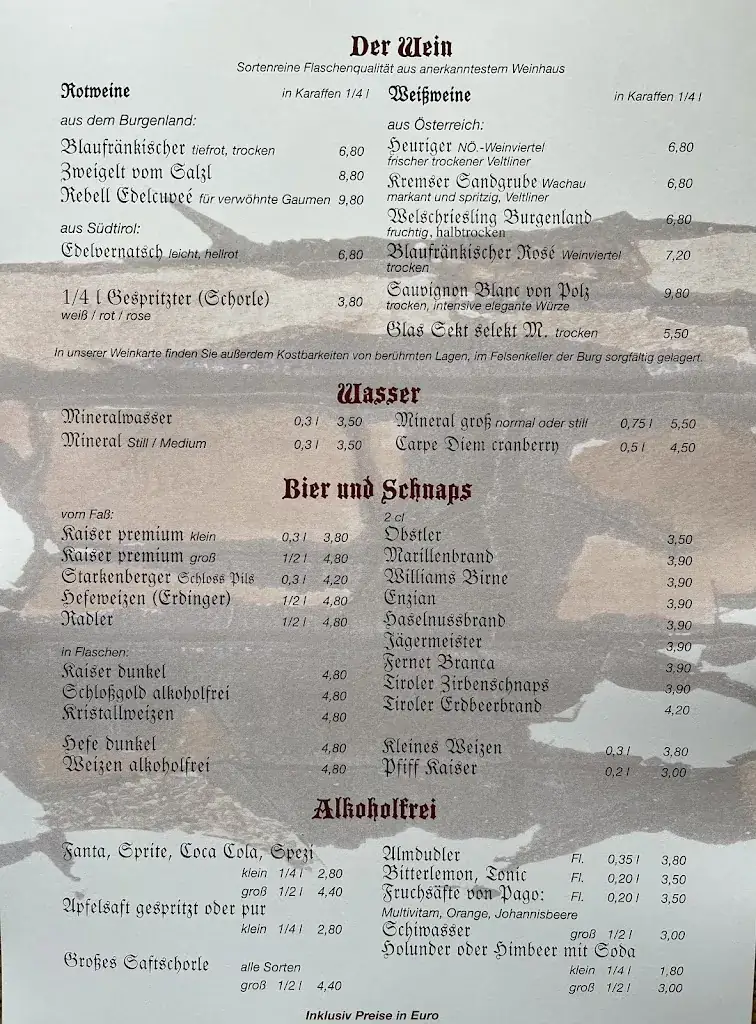 Der Wein
Sortenreine Flaschenqualität aus anerkanntestem Weinhaus
Rotweine in Karaffen 1/4 l
aus dem Burgenland:
Blaufränkischer tiefrot, trocken 6,80
Zweigelt vom Salzl 8,80
Rebell Edelcuveé für verwöhnte Gaumen 9,80
aus Südtirol:
Edelvernatsch leicht, hellrot 6,80
1/4 l Gespritzter (Schorle) 3,80
weiß / rot / rose
Weißweine in Karaffen 1/4 l
aus Österreich:
Heuriger NÖ.-Weinviertel 6,80
frischer trockener Veltliner
Kremser Sandgrube Wachau 6,80
markant und spritzig, Veltliner
Welschriesling Burgenland 6,80
fruchtig, halbtrocken
Blaufränkischer Rosé Weinviertel 7,20
trocken
Sauvignon Blanc von Polz 9,80
trocken, intensive elegante Würze
Glas Sekt selekt M. trocken 5,50
In unserer Weinkarte finden Sie außerdem Kostbarkeiten von berühmten Lagen, im Felsenkeller der Burg sorgfältig gelagert.
Wasser
Mineralwasser 0,3 l 3,50
Mineral Still / Medium 0,3 l 3,50
Mineral groß normal oder still 0,75 l 5,50
Carpe Diem cranberry 0,5 l 4,50
Bier und Schnaps
vom Faß:
Kaiser premium klein 0,3 l 3,80
Kaiser premium groß 1/2 l 4,80
Starkenberger Schloss Pils 0,3 l 4,20
Hefeweizen (Erdinger) 1/2 l 4,80
Radler 1/2 l 4,80
in Flaschen:
Kaiser dunkel 4,80
Schloßgold alkoholfrei 4,80
Kristallweizen 4,80
Hefe dunkel 4,80
Weizen alkoholfrei 4,80
2 cl
Obstler 3,50
Marillenbrand 3,90
Williams Birne 3,90
Enzian 3,90
Haselnussbrand 3,90
Jägermeister 3,90
Fernet Branca 3,90
Tiroler Zirbenschnaps 3,90
Tiroler Erdbeerbrand 4,20
Kleines Weizen 0,3 l 3,80
Pfiff Kaiser 0,2 l 3,00
Alkoholfrei
Fanta, Sprite, Coca Cola, Spezi
klein 1/4 l 2,80
groß 1/2 l 4,40
Apfelsaft gespritzt oder pur
klein 1/4 l 2,80
Großes Saftschorle alle Sorten
groß 1/2 l 4,40
Almdudler Fl. 0,35 l 3,80
Bitterlemon, Tonic Fl. 0,20 l 3,50
Fruchsäfte von Pago: Fl. 0,20 l 3,50
Multivitam, Orange, Johannisbeere
Schiwasser groß 1/2 l 3,00
Holunder oder Himbeer mit Soda
klein 1/4 l 1,80
groß 1/2 l 3,00
Inklusiv Preise in Euro